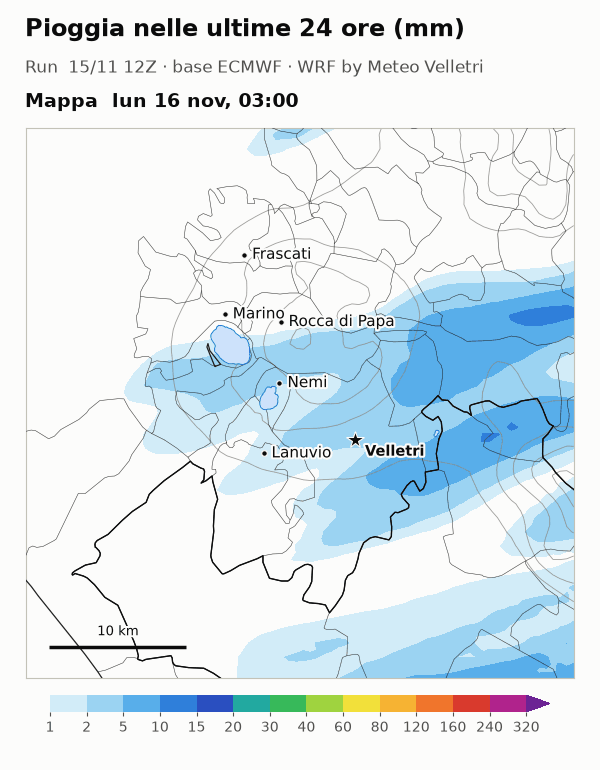 Pioggia nelle ultime 24 ore (mm)
Run  15/11 12Z · base ECMWF · WRF by Meteo Velletri
Mappa  lun 16 nov, 03:00
Frascati
Marino
Rocca di Papa
Nemi
Velletri
Lanuvio
10 km
1 2 5 10 15 20 30 40 60 80 120 160 240 320